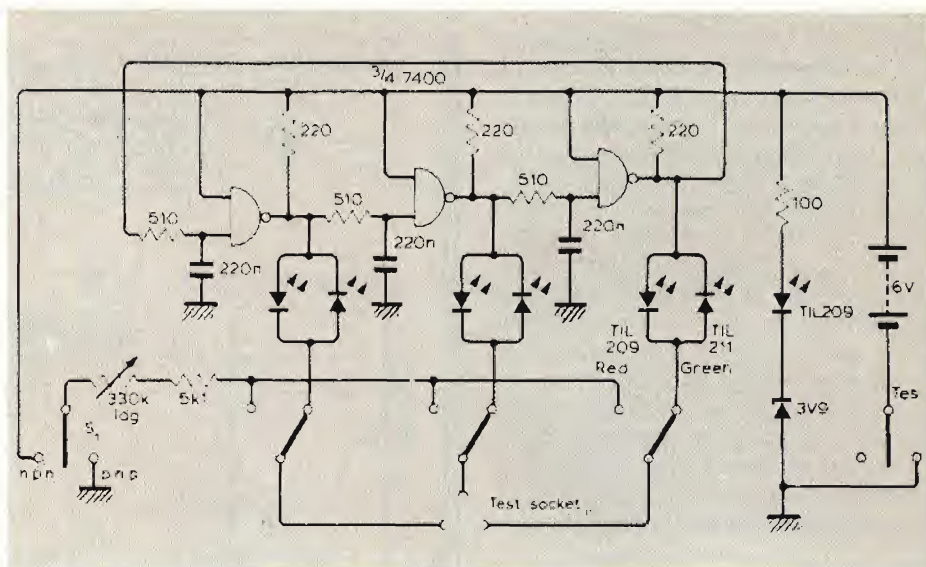 3/4 7400
220
220
220
510
510
510
220n
220n
220n
100
6V
TIL209
TIL
209
TIL
211
Red
Green
3V9
Tes
330k
log
5k1
S1
npn
pnp
Test socket